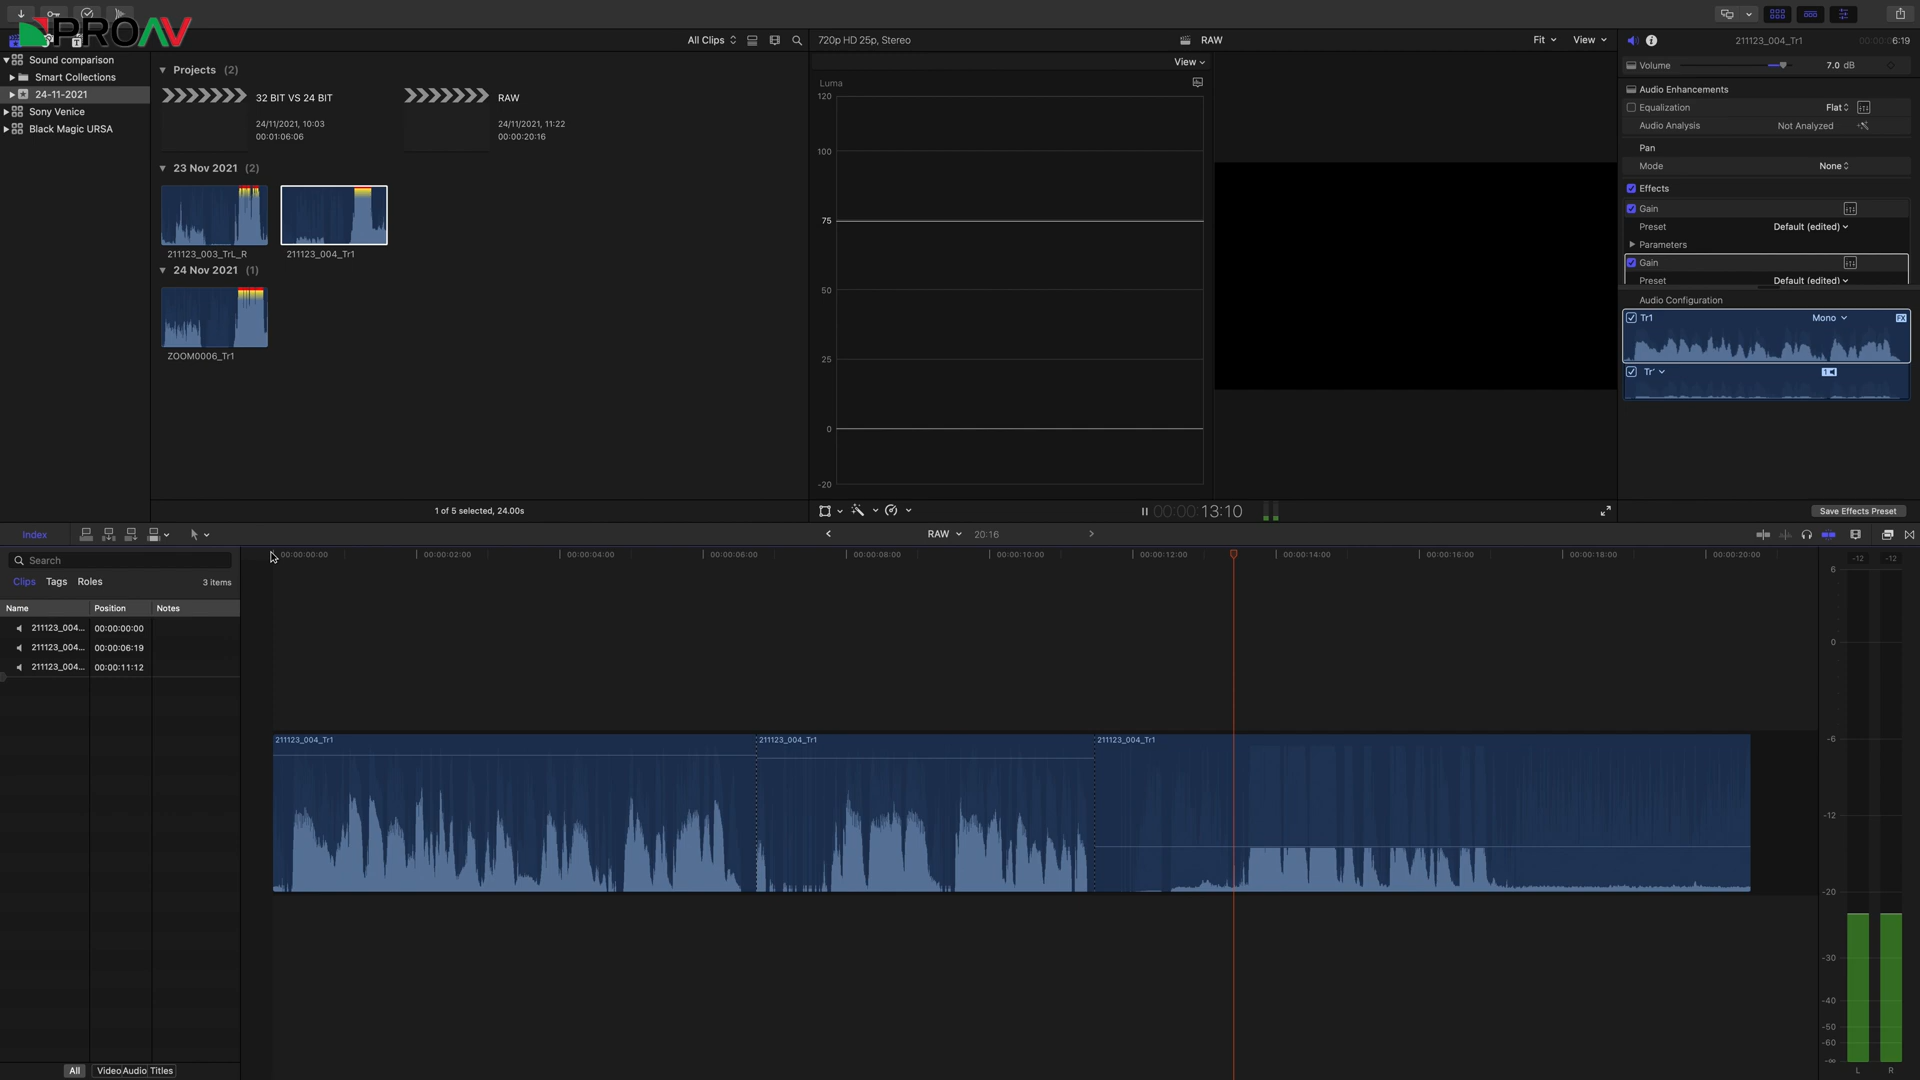 PROAV
All Clips
720p HD 25p, Stereo
RAW
Fit
View
211123_004_Tr1
00:00:00:6:19
Sound comparison
Smart Collections
24-11-2021
Sony Venice
Black Magic URSA
Projects (2)
32 BIT VS 24 BIT
24/11/2021, 10:03
00:01:06:06
RAW
24/11/2021, 11:22
00:00:20:16
23 Nov 2021 (2)
211123_003_TrL_R
211123_004_Tr1
24 Nov 2021 (1)
ZOOM0006_Tr1
1 of 5 selected, 24.00s
View
Luma
120
100
75
50
25
0
-20
00:00:00:13:10
Volume
7.0 dB
Audio Enhancements
Equalization
Flat
Audio Analysis
Not Analyzed
Pan
Mode
None
Effects
Gain
Preset
Default (edited)
Parameters
Gain
Preset
Default (edited)
Audio Configuration
Tr1
Mono
FX
Tr'
1
Save Effects Preset
Index
RAW
20:16
Search
Clips
Tags
Roles
3 items
Name
Position
Notes
211123_004...
00:00:00:00
211123_004...
00:00:06:19
211123_004...
00:00:11:12
All
Video
Audio
Titles
00:00:00:00
00:00:02:00
00:00:04:00
00:00:06:00
00:00:08:00
00:00:10:00
00:00:12:00
00:00:14:00
00:00:16:00
00:00:18:00
00:00:20:00
211123_004_Tr1
211123_004_Tr1
211123_004_Tr1
-12
-12
6
0
-6
-12
-20
-30
-40
-50
-60
-∞
L
R